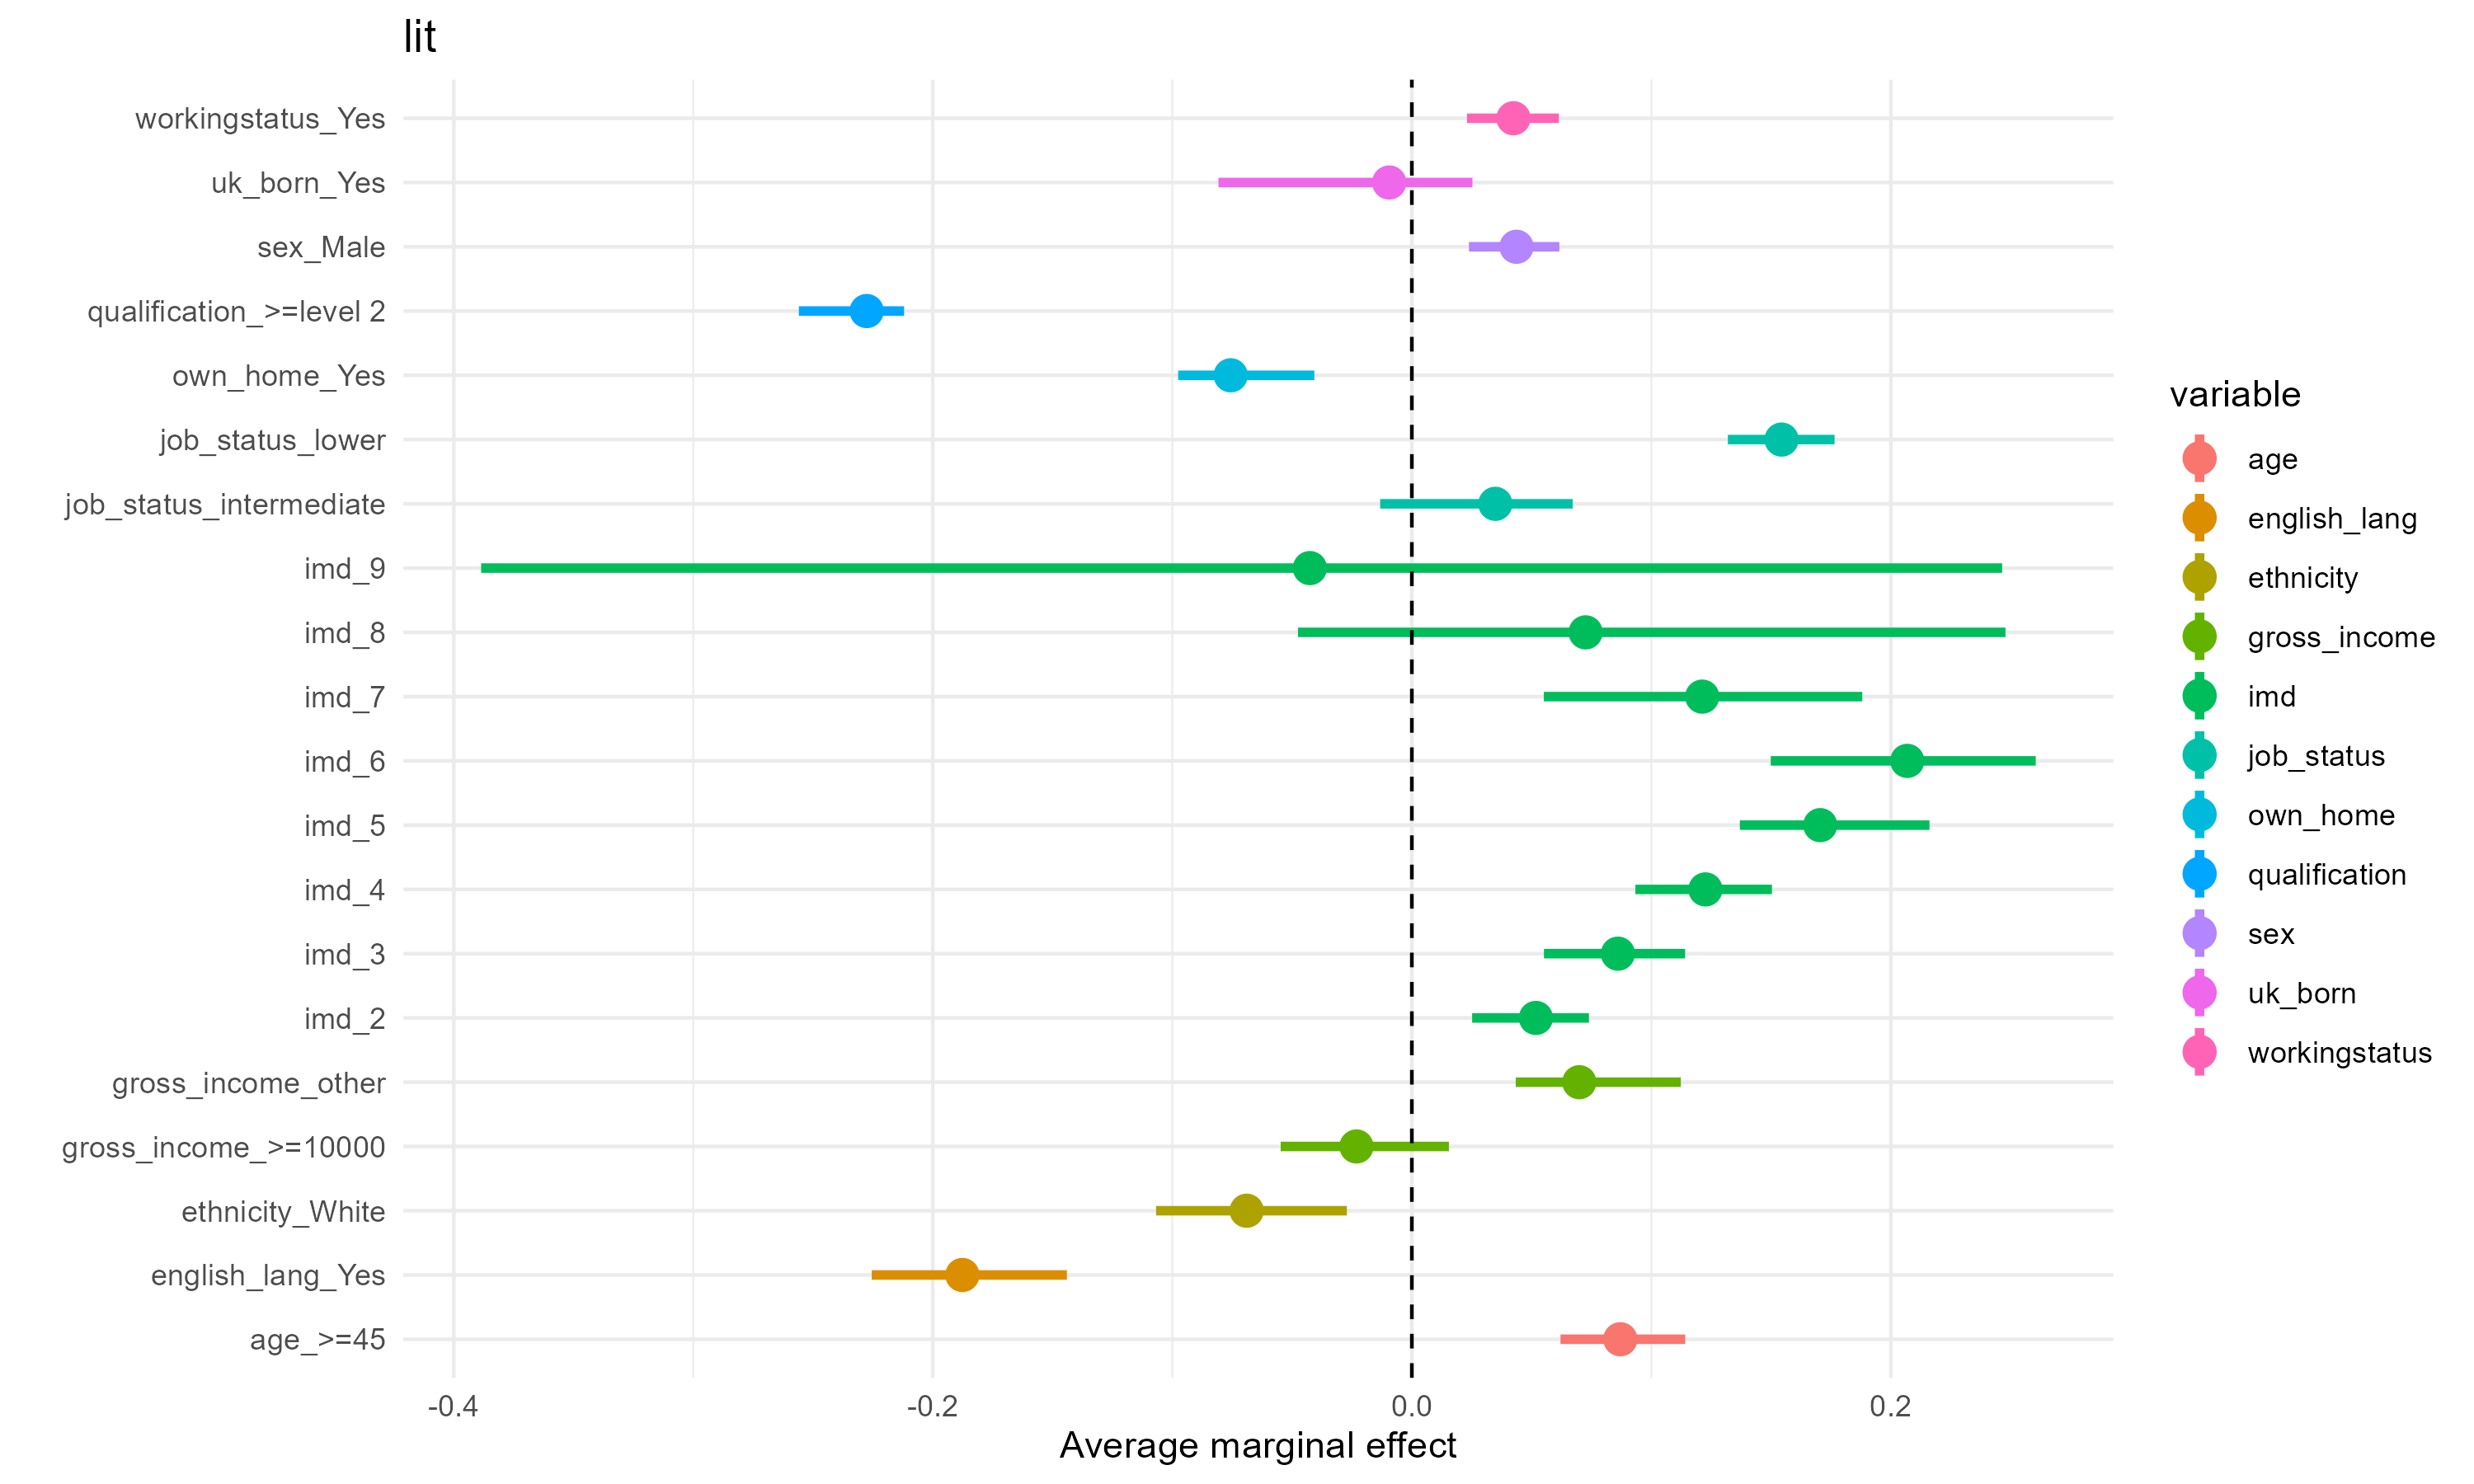 lit
workingstatus_Yes
uk_born_Yes
sex_Male
qualification_>=level 2
own_home_Yes
job_status_lower
job_status_intermediate
imd_9
imd_8
imd_7
imd_6
imd_5
imd_4
imd_3
imd_2
gross_income_other
gross_income_>=10000
ethnicity_White
english_lang_Yes
age_>=45
-0.4 -0.2 0.0 0.2
Average marginal effect
variable
age
english_lang
ethnicity
gross_income
imd
job_status
own_home
qualification
sex
uk_born
workingstatus